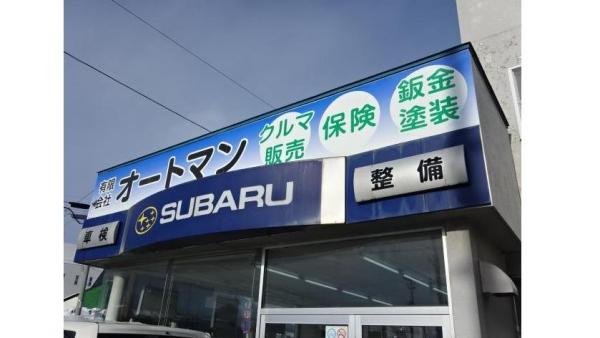 有限
会社
オートマン
クルマ
販売
保険
鈑金
塗装
車検
SUBARU
整備